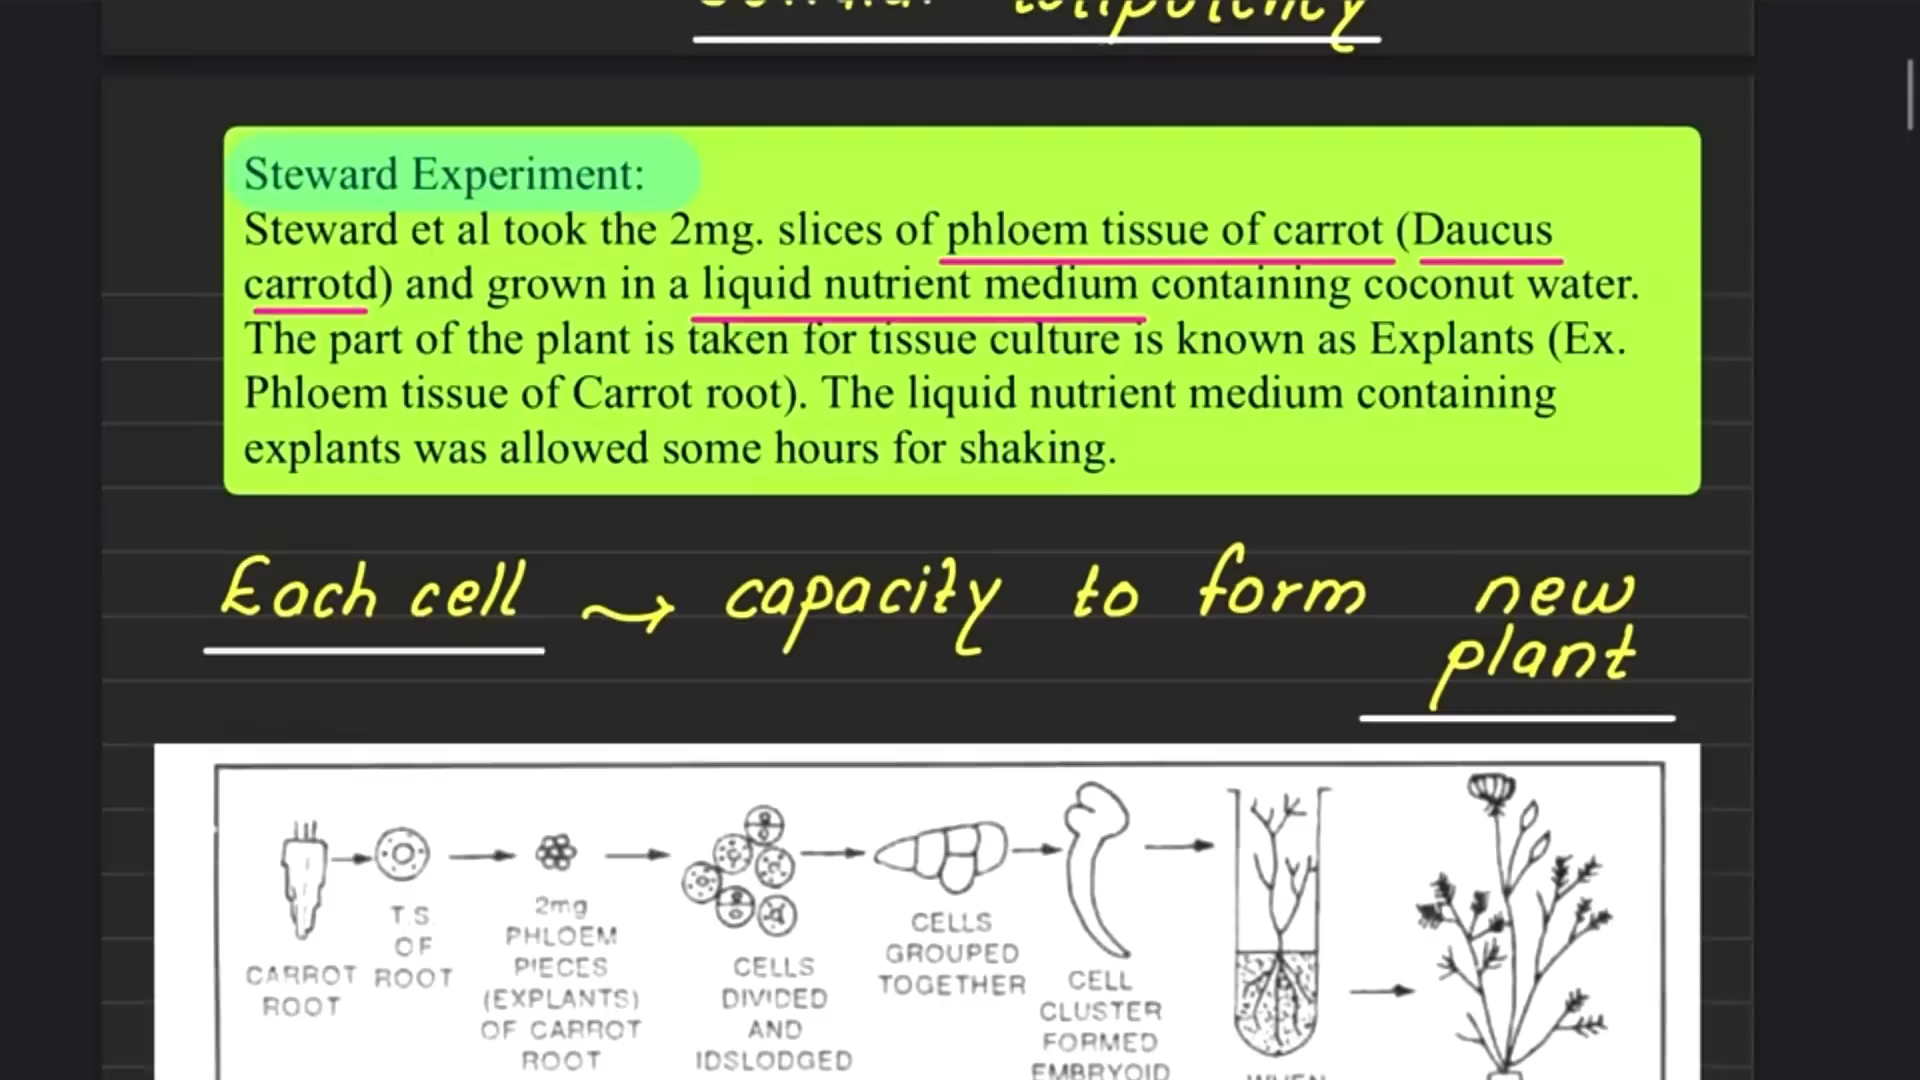 totipotency
Steward Experiment:
Steward et al took the 2mg. slices of phloem tissue of carrot (Daucus
carrotd) and grown in a liquid nutrient medium containing coconut water.
The part of the plant is taken for tissue culture is known as Explants (Ex.
Phloem tissue of Carrot root). The liquid nutrient medium containing
explants was allowed some hours for shaking.
Each cell → capacity to form new
plant
CARROT
ROOT
T.S.
OF
ROOT
2mg
PHLOEM
PIECES
(EXPLANTS)
OF CARROT
ROOT
CELLS
DIVIDED
AND
IDSLODGED
CELLS
GROUPED
TOGETHER
CELL
CLUSTER
FORMED
EMBRYOID
WHEN